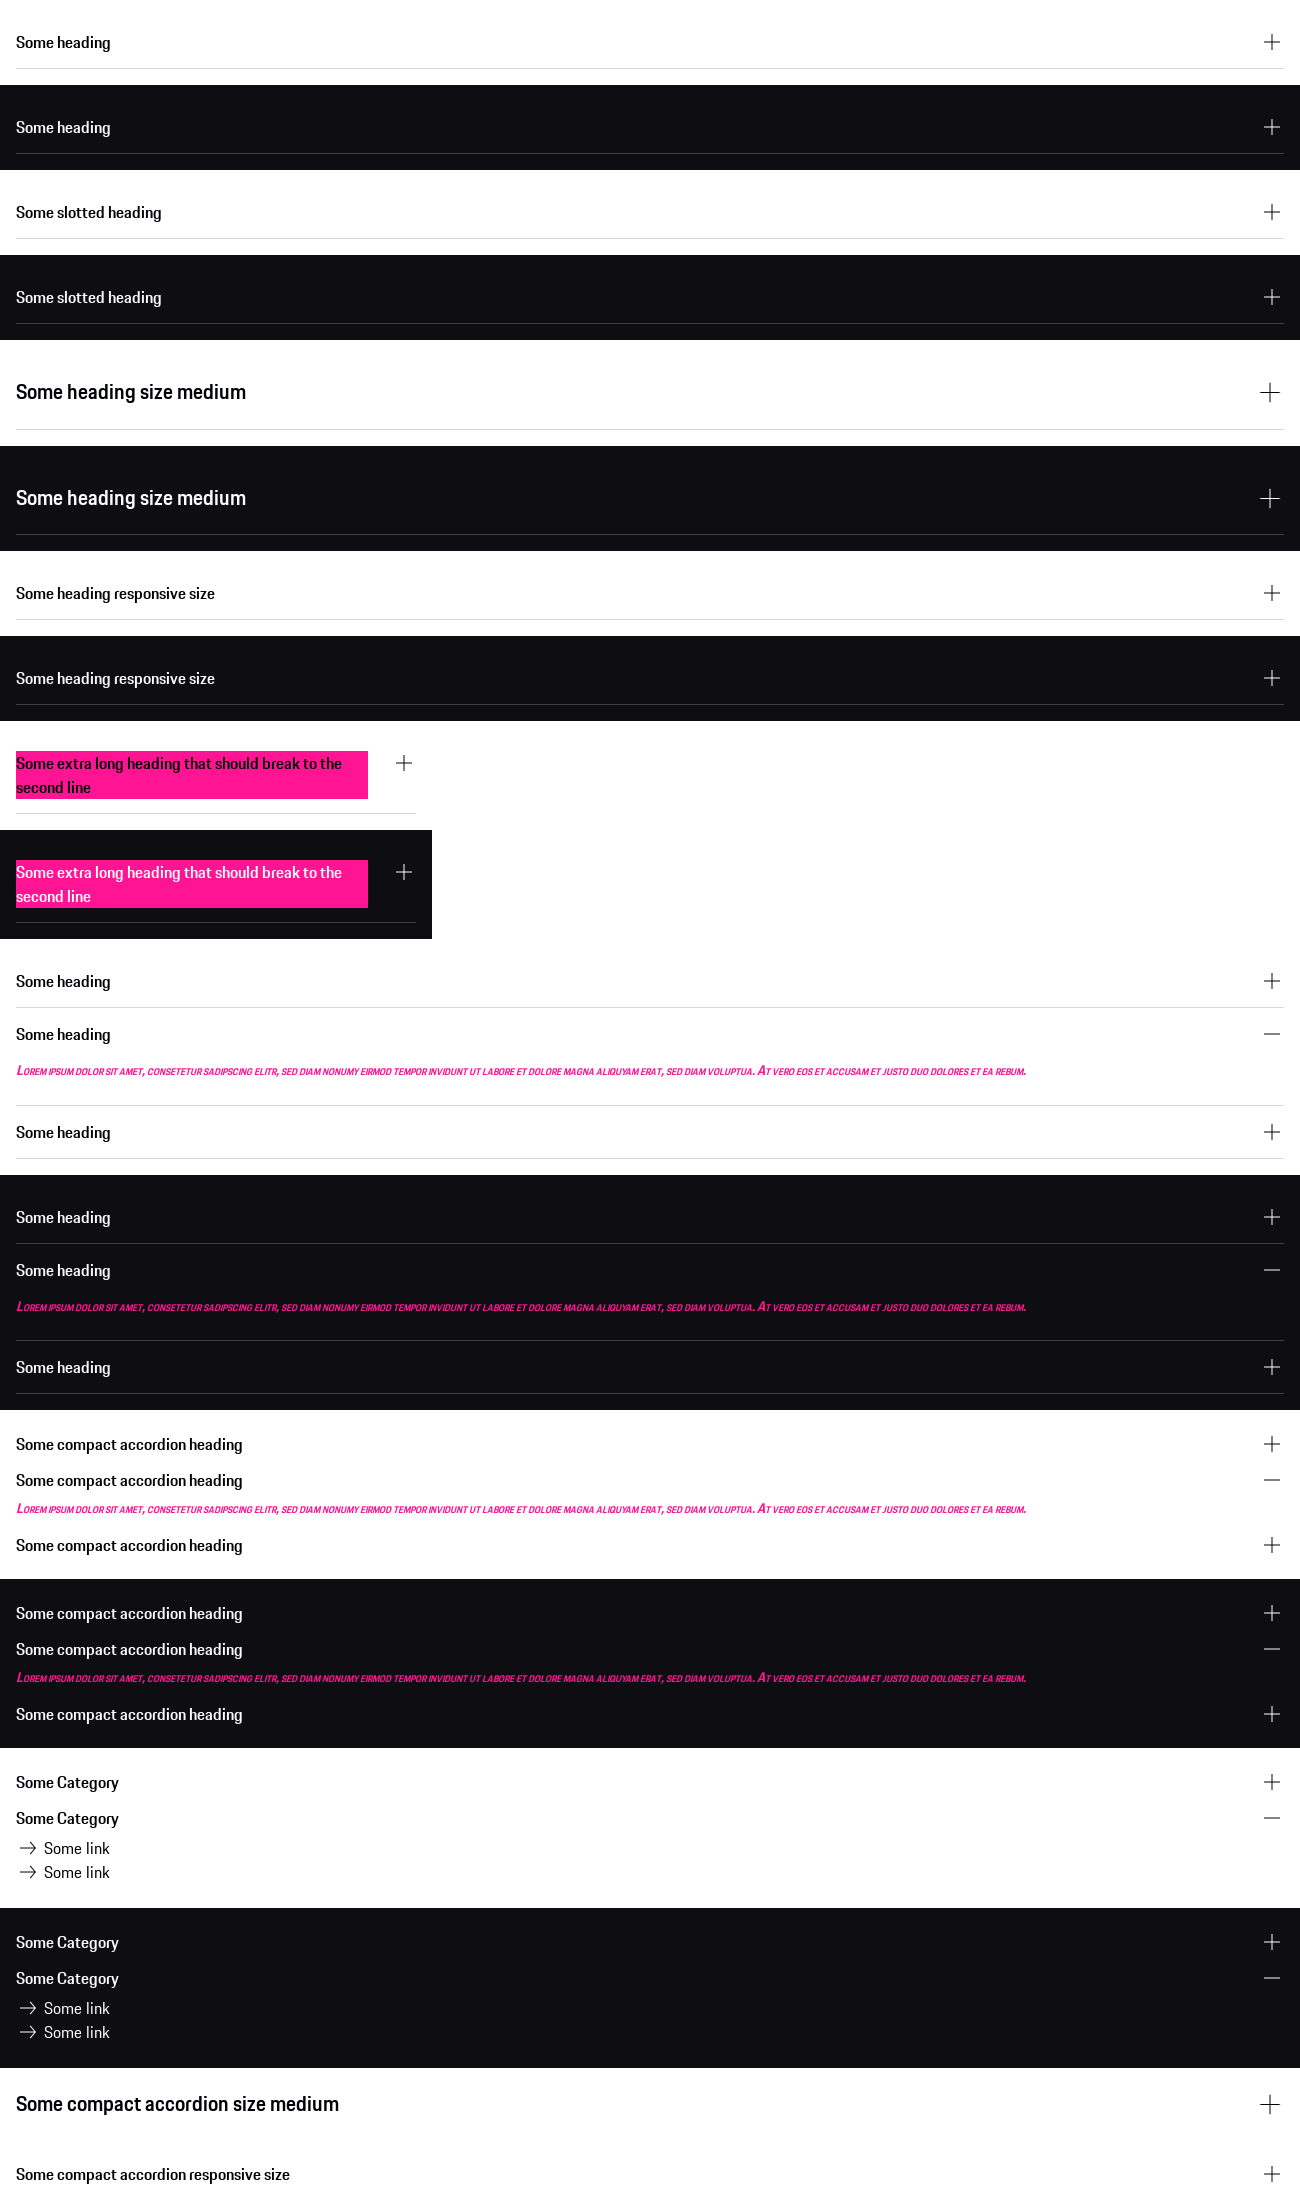 Some heading
Some heading
Some slotted heading
Some slotted heading
Some heading size medium
Some heading size medium
Some heading responsive size
Some heading responsive size
Some extra long heading that should break to the
second line
Some extra long heading that should break to the
second line
Some heading
Some heading
Lorem ipsum dolor sit amet, consetetur sadipscing elitr, sed diam nonumy eirmod tempor invidunt ut labore et dolore magna aliquyam erat, sed diam voluptua. At vero eos et accusam et justo duo dolores et ea rebum.
Some heading
Some heading
Some heading
Lorem ipsum dolor sit amet, consetetur sadipscing elitr, sed diam nonumy eirmod tempor invidunt ut labore et dolore magna aliquyam erat, sed diam voluptua. At vero eos et accusam et justo duo dolores et ea rebum.
Some heading
Some compact accordion heading
Some compact accordion heading
Lorem ipsum dolor sit amet, consetetur sadipscing elitr, sed diam nonumy eirmod tempor invidunt ut labore et dolore magna aliquyam erat, sed diam voluptua. At vero eos et accusam et justo duo dolores et ea rebum.
Some compact accordion heading
Some compact accordion heading
Some compact accordion heading
Lorem ipsum dolor sit amet, consetetur sadipscing elitr, sed diam nonumy eirmod tempor invidunt ut labore et dolore magna aliquyam erat, sed diam voluptua. At vero eos et accusam et justo duo dolores et ea rebum.
Some compact accordion heading
Some Category
Some Category
Some link
Some link
Some Category
Some Category
Some link
Some link
Some compact accordion size medium
Some compact accordion responsive size